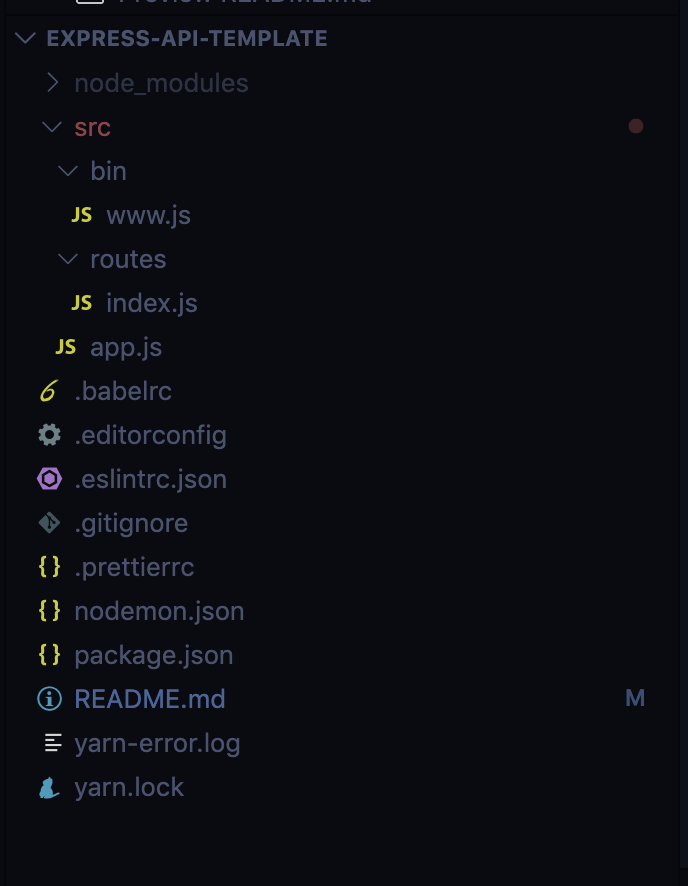 Preview README.md
EXPRESS-API-TEMPLATE
node_modules
src
bin
JS www.js
routes
JS index.js
JS app.js
6 .babelrc
.editorconfig
.eslintrc.json
.gitignore
{} .prettierrc
{} nodemon.json
{} package.json
i README.md M
yarn-error.log
yarn.lock